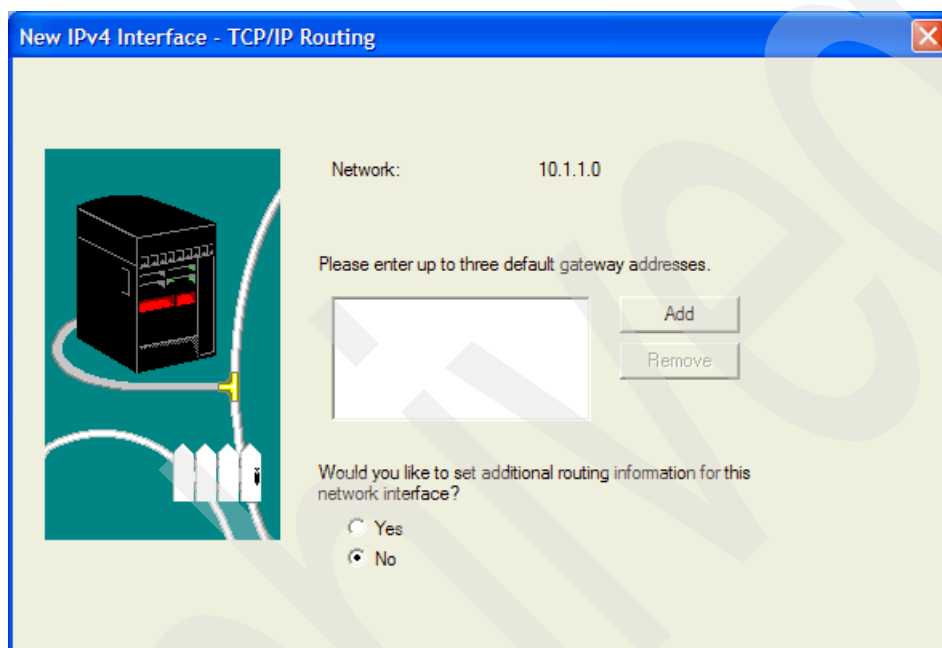 New IPv4 Interface - TCP/IP Routing
Network: 10.1.1.0
Please enter up to three default gateway addresses.
Add
Remove
Would you like to set additional routing information for this
network interface?
Yes
No